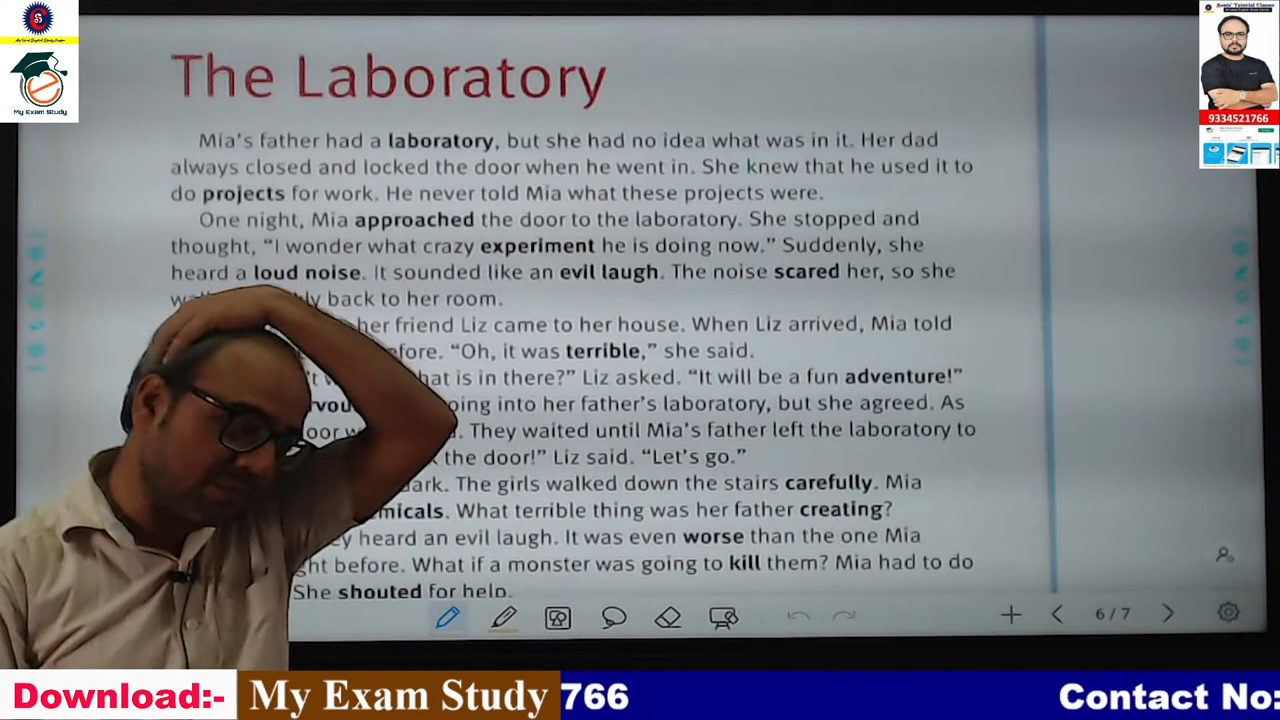 My Exam Study
9334521766
The Laboratory
Mia's father had a laboratory, she had no idea what was in it. Her dad
always closed and locked the door when he went in. She knew that he used it to
do projects for work. He never told Mia what these projects were.
One night, Mia approached the door to the laboratory. She stopped and
thought, "I wonder what crazy experiment he is doing now." Suddenly, she
heard a loud noise. It sounded like an evil laugh. The noise scared her, so she
back to her room.
her friend Liz came to her house. When Liz arrived, Mia told
"Oh, it was terrible," she said.
is in there?" Liz asked. "It will be a fun adventure!"
into her father's laboratory, but she agreed. As
They waited until Mia's father left the laboratory to
the door!" Liz said. "Let's go."
The girls walked down the stairs carefully. Mia
What terrible thing was her father creating?
heard an evil laugh. It was even worse than the one Mia
before. What if a monster was going to kill them? Mia had to do
She shouted for help.
6/7
Download:- My Exam Study 766 Contact No: